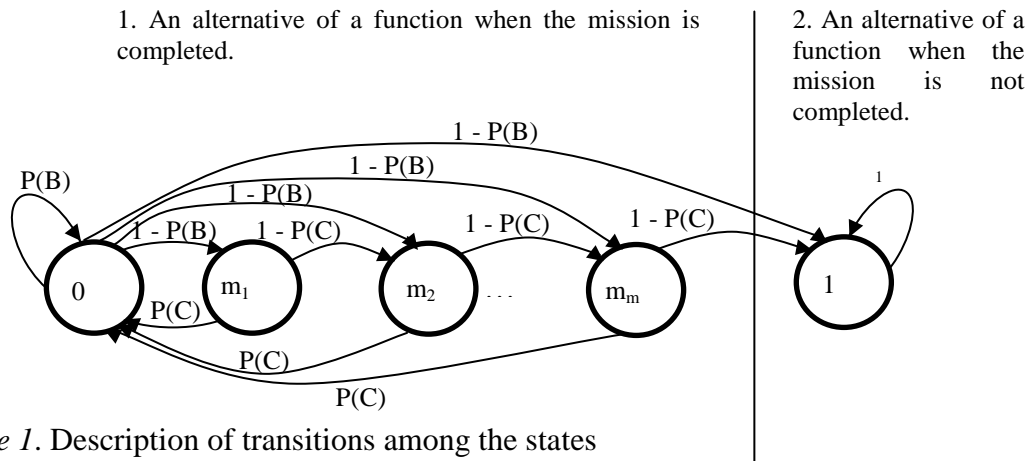 1. An alternative of a function when the mission is
completed.
2. An alternative of a
function when the
mission is not
completed.
1 - P(B)
P(B)
1 - P(B)
1 - P(B)
1 - P(B)
1 - P(C)
1 - P(C)
1 - P(C)
1
0
m1
m2
. . .
mm
1
P(C)
P(C)
P(C)
e 1. Description of transitions among the states